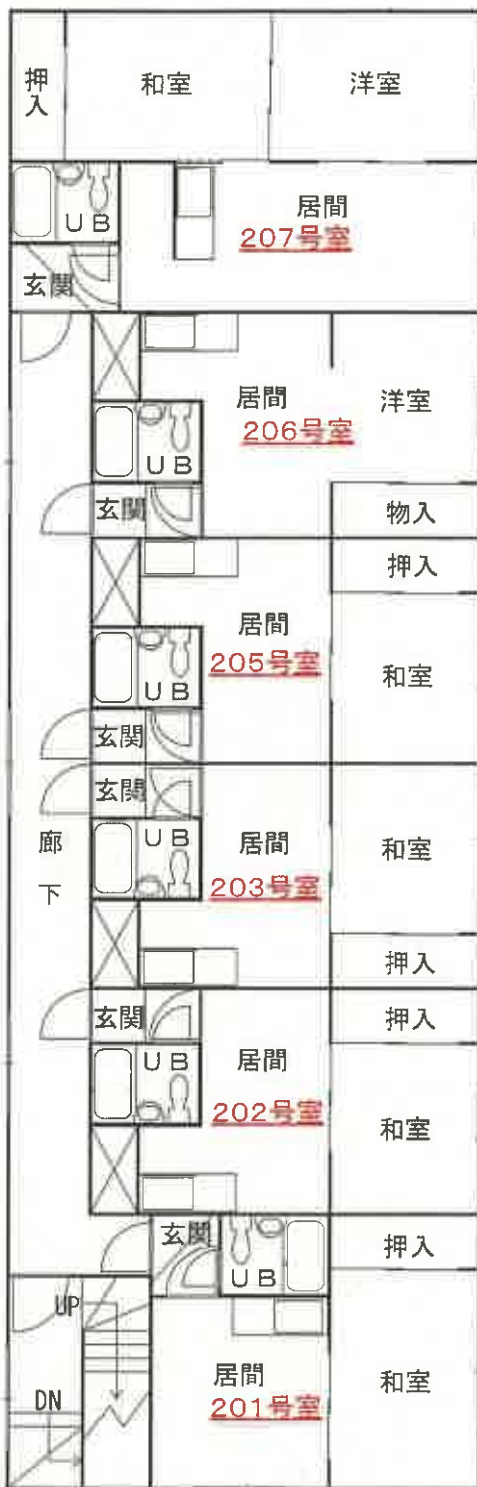 押入
和室
洋室
UB
居間
207号室
玄関
居間
洋室
206号室
UB
玄関
物入
押入
居間
205号室
和室
UB
玄関
玄関
UB
居間
和室
廊下
203号室
押入
玄関
押入
UB
居間
202号室
和室
玄関
押入
UB
UP
居間
和室
DN
201号室